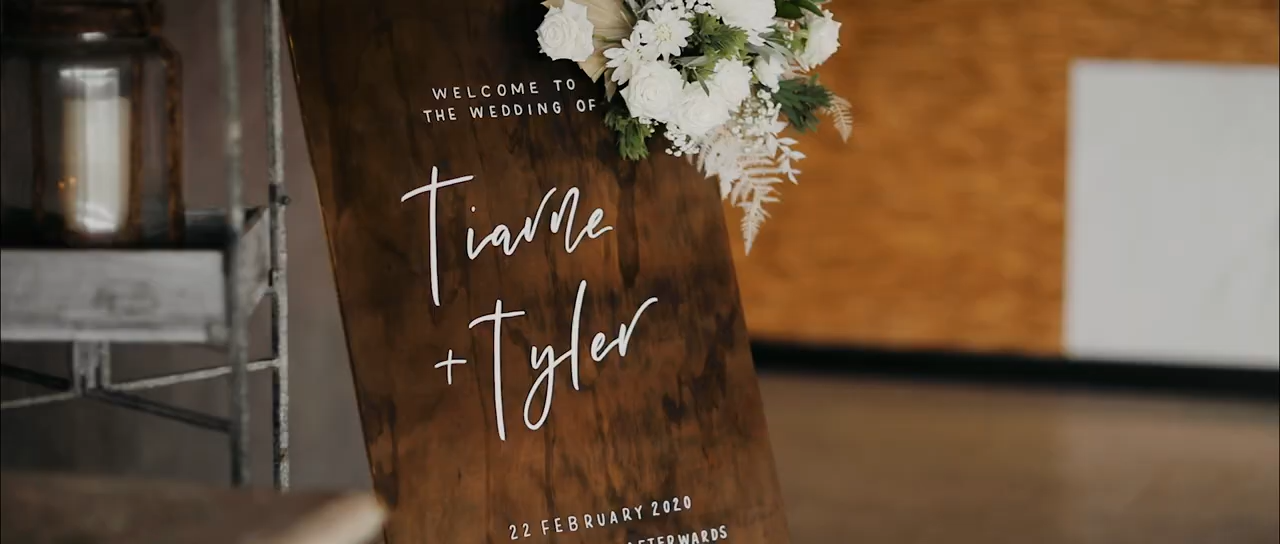 WELCOME TO
THE WEDDING OF
Tiarne
+ Tyler
22 FEBRUARY 2020
AFTERWARDS